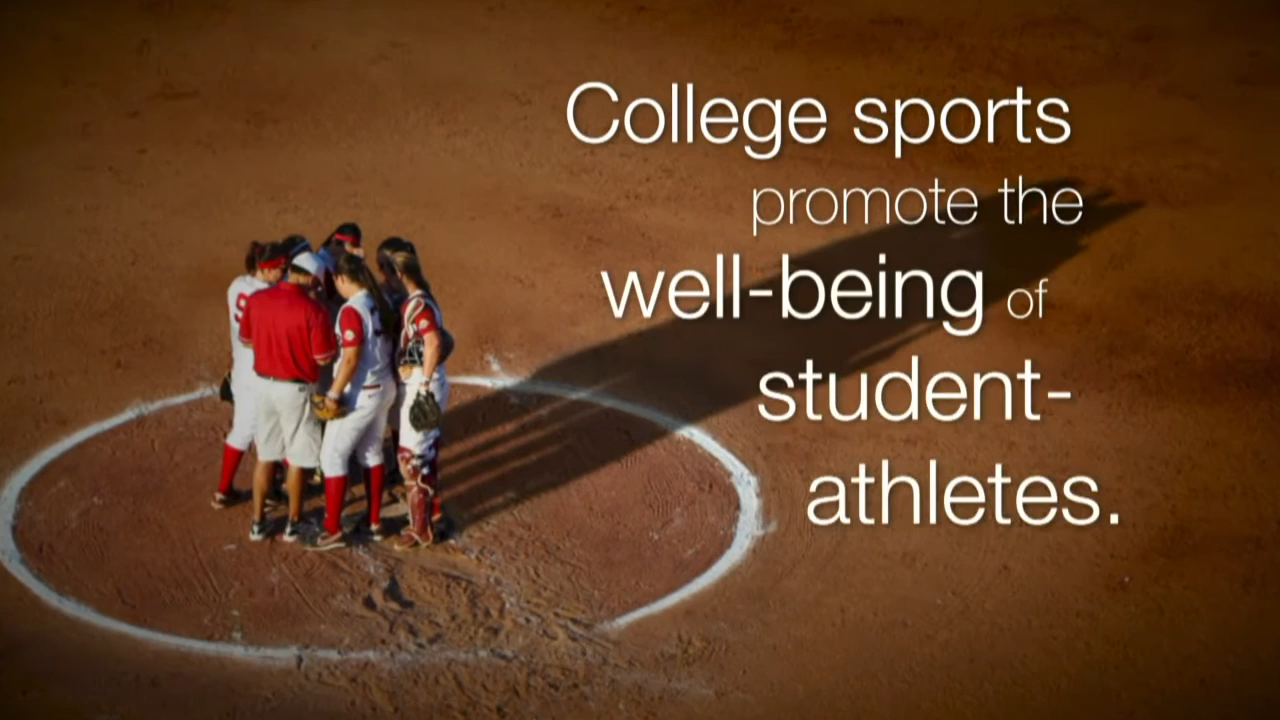 College sports
promote the
well-being of
student-
athletes.